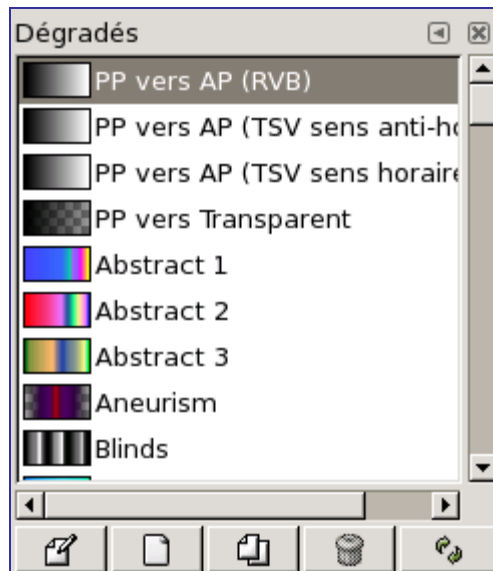 Dégradés
PP vers AP (RVB)
PP vers AP (TSV sens anti-ho
PP vers AP (TSV sens horaire
PP vers Transparent
Abstract 1
Abstract 2
Abstract 3
Aneurism
Blinds